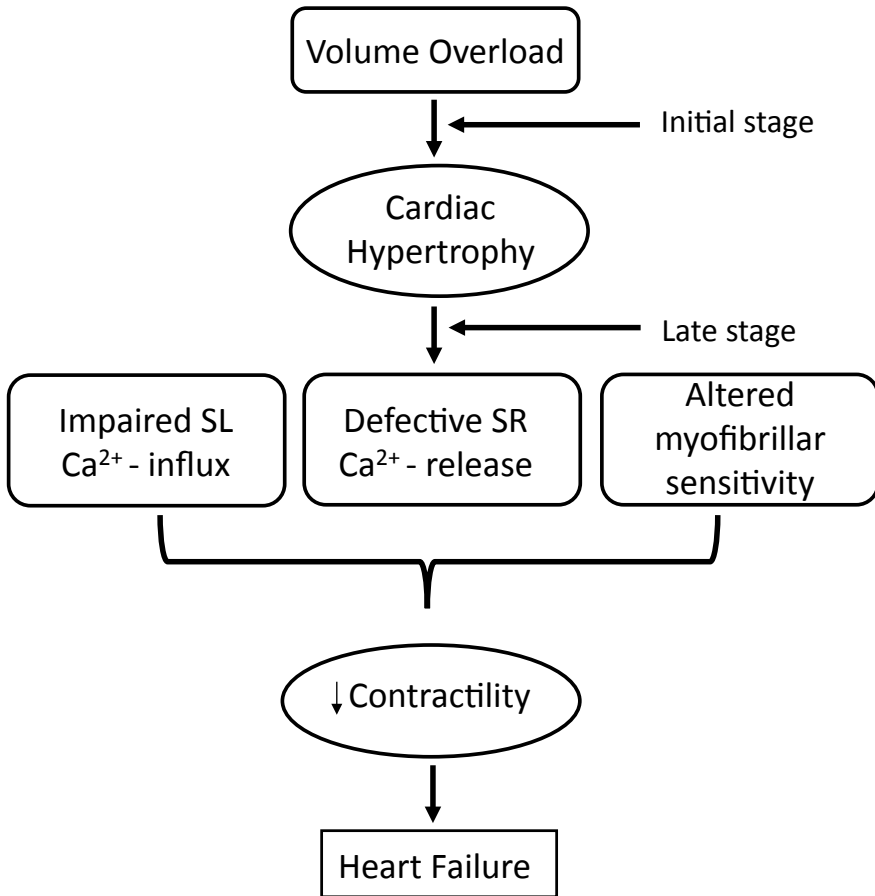 Volume Overload
Initial stage
Cardiac
Hypertrophy
Late stage
Impaired SL
Ca²⁺ - influx
Defective SR
Ca²⁺ - release
Altered
myofibrillar
sensitivity
↓ Contractility
Heart Failure